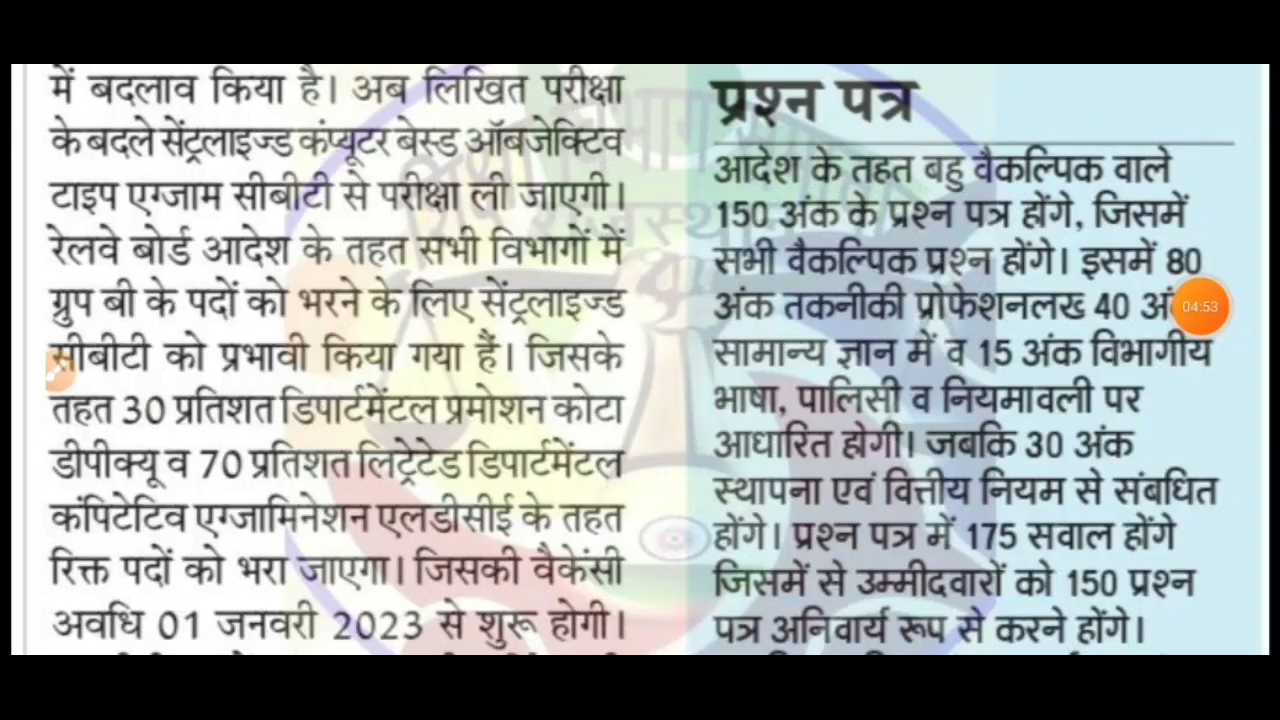 में बदलाव किया है। अब लिखित परीक्षा
के बदले सेंट्रलाइज्ड कंप्यूटर बेस्ड ऑबजेक्टिव
टाइप एग्जाम सीबीटी से परीक्षा ली जाएगी।
रेलवे बोर्ड आदेश के तहत सभी विभागों में
ग्रुप बी के पदों को भरने के लिए सेंट्रलाइज्ड
सीबीटी को प्रभावी किया गया हैं। जिसके
तहत 30 प्रतिशत डिपार्टमेंटल प्रमोशन कोटा
डीपीक्यू व 70 प्रतिशत लिट्रेटेड डिपार्टमेंटल
कंपिटेटिव एग्जामिनेशन एलडीसीई के तहत
रिक्त पदों को भरा जाएगा। जिसकी वैकेंसी
अवधि 01 जनवरी 2023 से शुरू होगी।
प्रश्न पत्र
आदेश के तहत बहु वैकल्पिक वाले
150 अंक के प्रश्न पत्र होंगे, जिसमें
सभी वैकल्पिक प्रश्न होंगे। इसमें 80
अंक तकनीकी प्रोफेशनलख 40
04:53
सामान्य ज्ञान में व 15 अंक विभागीय
भाषा, पालिसी व नियमावली पर
आधारित होगी। जबकि 30 अंक
स्थापना एवं वित्तीय नियम से संबधित
होंगे। प्रश्न पत्र में 175 सवाल होंगे
जिसमें से उम्मीदवारों को 150 प्रश्न
पत्र अनिवार्य रूप से करने होंगे।